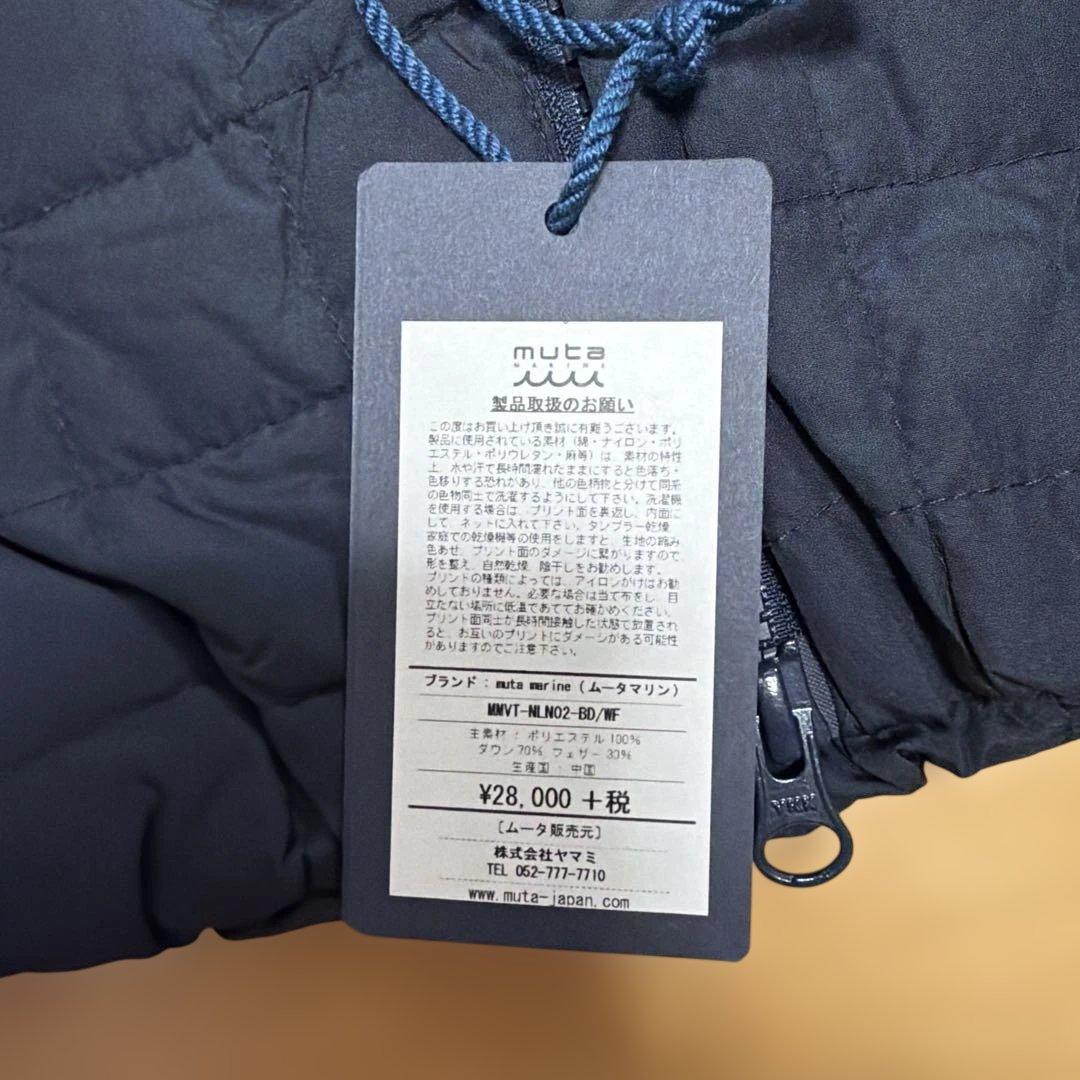 muta
MARINE
製品取扱のお願い
この度はお買い上げ頂き誠に有難うございます。
製品に使用されている素材（綿・ナイロン・ポリ
エステル・ポリウレタン・麻等）は、素材の特性
上、水や汗で長時間濡れたままにすると色落ち・
色移りする恐れがあり、他の色柄物と分けて同系
の色物同士で洗濯するようにして下さい。洗濯機
を使用する場合は、プリント面を裏返し、内面に
して、ネットに入れて下さい。タンブラー乾燥、
家庭での乾燥機等の使用をしますと、生地の縮み
色あせ、プリント面のダメージに繋がりますので
形を整え、自然乾燥、陰干しをお勧めします。
プリントの種類によっては、アイロンがけはお勧
めしておりません。必要な場合は当て布をし、目
立たない場所に低温であててお確かめください。
プリント面同士が長時間接触した状態で放置され
ると、お互いのプリントにダメージがある可能性
がありますのでご注意下さい。
ブランド：muta marine（ムータマリン）
MMVT-NLN02-BD/WF
主素材：ポリエステル 100%
ダウン 70% フェザー 30%
生産国：中国
¥28,000 +税
［ムータ販売元］
株式会社ヤマミ
TEL 052-777-7710
www.muta-japan.com
YKK